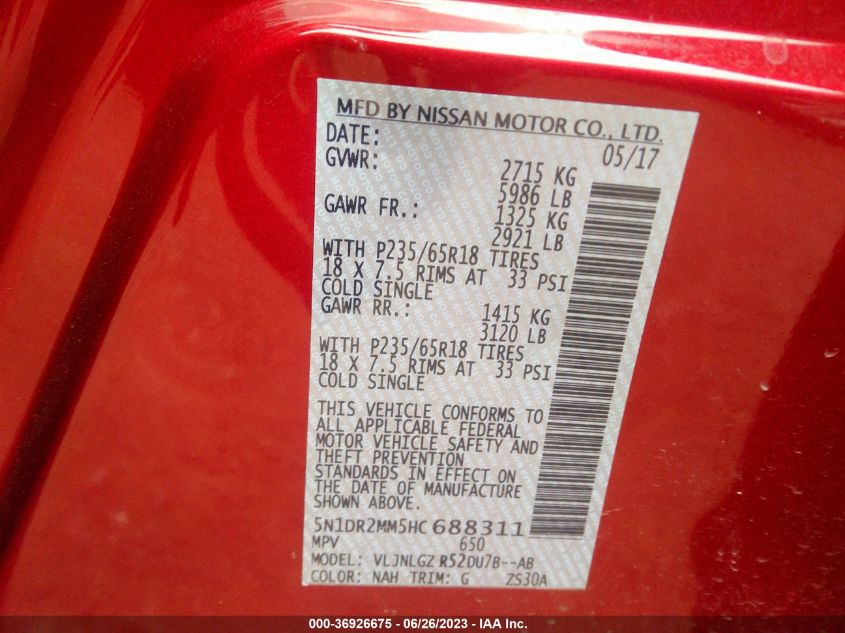 MFD BY NISSAN MOTOR CO., LTD.
DATE: 05/17
GVWR: 2715 KG
5986 LB
GAWR FR.: 1325 KG
2921 LB
WITH P235/65R18 TIRES
18 X 7.5 RIMS AT 33 PSI
COLD SINGLE
GAWR RR.: 1415 KG
3120 LB
WITH P235/65R18 TIRES
18 X 7.5 RIMS AT 33 PSI
COLD SINGLE
THIS VEHICLE CONFORMS TO
ALL APPLICABLE FEDERAL
MOTOR VEHICLE SAFETY AND
THEFT PREVENTION
STANDARDS IN EFFECT ON
THE DATE OF MANUFACTURE
SHOWN ABOVE.
5N1DR2MM5HC688311
MPV 650
MODEL: VLJNLGZ R52DU7B--AB
COLOR: NAH TRIM: G ZS30A
000-36926675 / 06/26/2023 / IAA Inc.